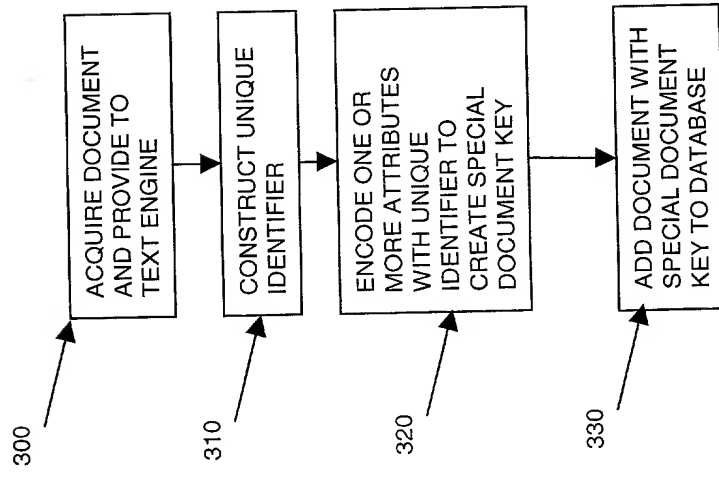 300
ACQUIRE DOCUMENT
AND PROVIDE TO
TEXT ENGINE
310
CONSTRUCT UNIQUE
IDENTIFIER
320
ENCODE ONE OR
MORE ATTRIBUTES
WITH UNIQUE
IDENTIFIER TO
CREATE SPECIAL
DOCUMENT KEY
330
ADD DOCUMENT WITH
SPECIAL DOCUMENT
KEY TO DATABASE